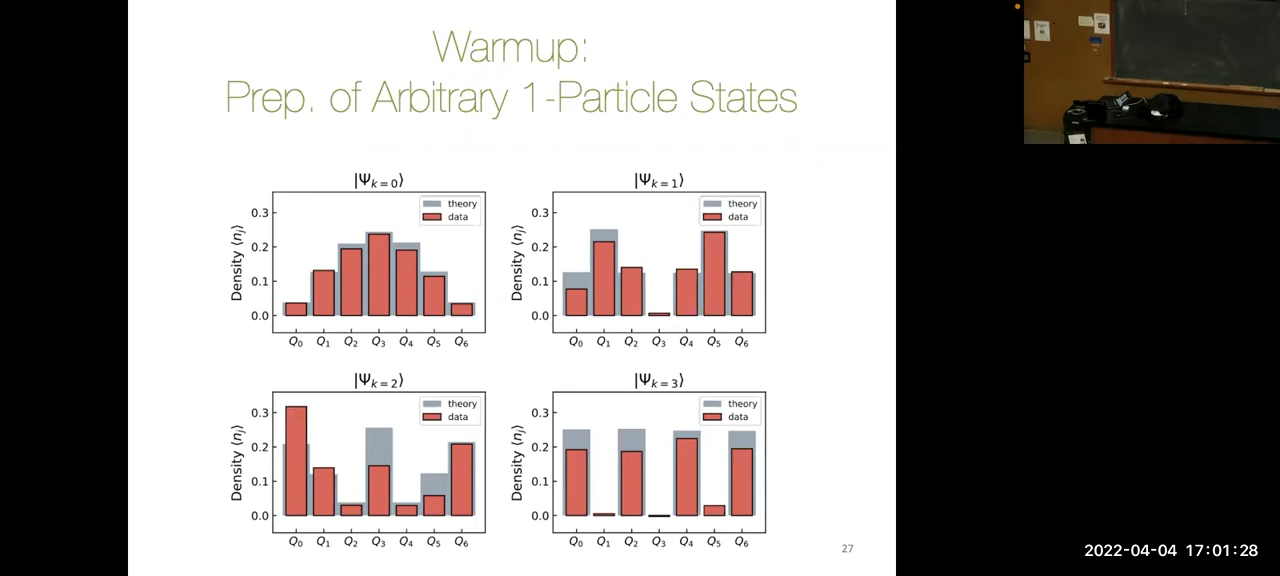 Warmup:
Prep. of Arbitrary 1-Particle States
|Ψk=0⟩
theory
data
Density ⟨nj⟩
0.3
0.2
0.1
0.0
Q0 Q1 Q2 Q3 Q4 Q5 Q6
|Ψk=1⟩
theory
data
Density ⟨nj⟩
0.3
0.2
0.1
0.0
Q0 Q1 Q2 Q3 Q4 Q5 Q6
|Ψk=2⟩
theory
data
Density ⟨nj⟩
0.3
0.2
0.1
0.0
Q0 Q1 Q2 Q3 Q4 Q5 Q6
|Ψk=3⟩
theory
data
Density ⟨nj⟩
0.3
0.2
0.1
0.0
Q0 Q1 Q2 Q3 Q4 Q5 Q6
27
2022-04-04 17:01:28